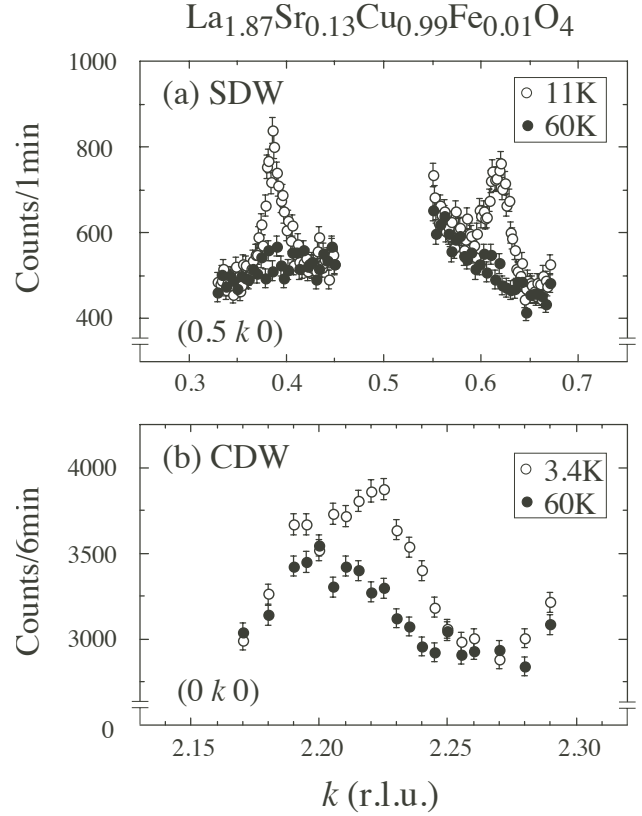 La1.87Sr0.13Cu0.99Fe0.01O4
1000
800
600
400
Counts/1min
(a) SDW
11K
60K
(0.5 k 0)
0.3 0.4 0.5 0.6 0.7
4000
3500
3000
0
Counts/6min
(b) CDW
3.4K
60K
(0 k 0)
2.15 2.20 2.25 2.30
k (r.l.u.)